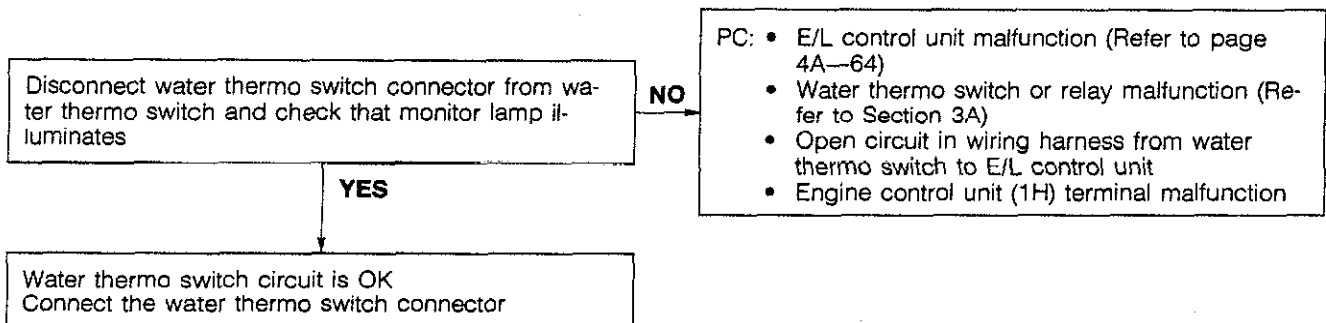 Disconnect water thermo switch connector from wa-
ter thermo switch and check that monitor lamp il-
luminates
NO
PC: • E/L control unit malfunction (Refer to page
4A—64)
• Water thermo switch or relay malfunction (Re-
fer to Section 3A)
• Open circuit in wiring harness from water
thermo switch to E/L control unit
• Engine control unit (1H) terminal malfunction
YES
Water thermo switch circuit is OK
Connect the water thermo switch connector